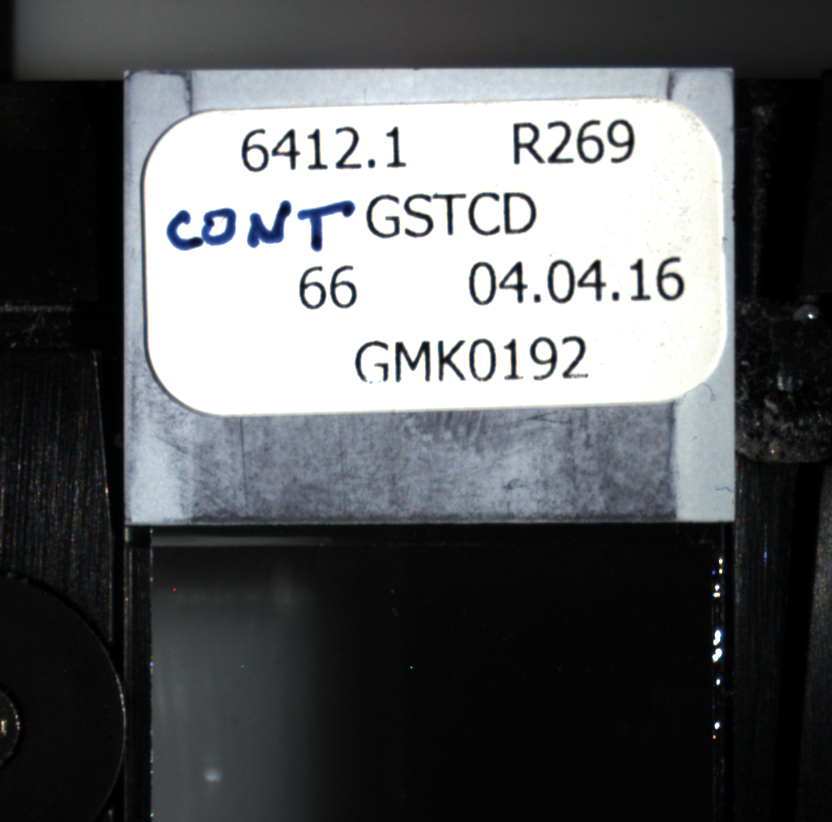 6412.1 R269
CONT GSTCD
66 04.04.16
GMK0192